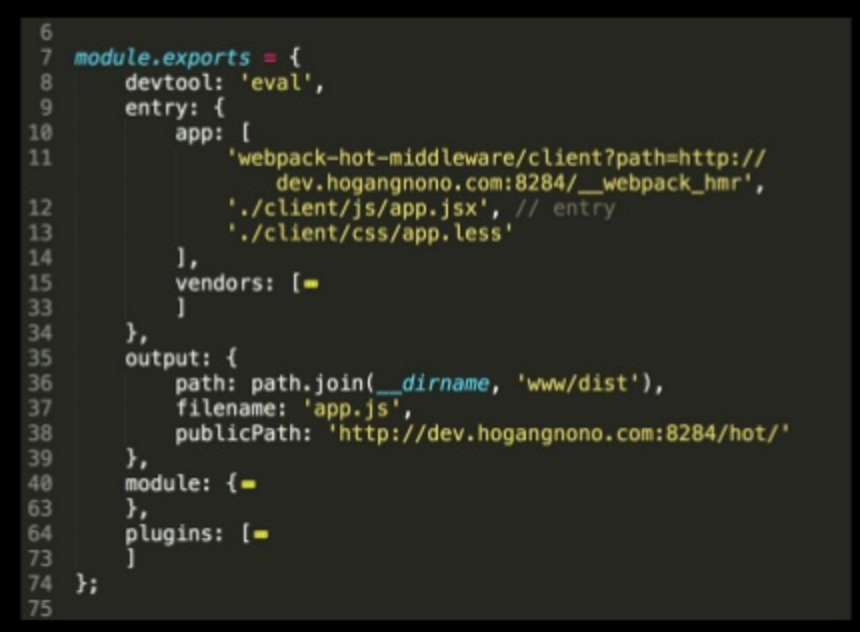 6
7 module.exports = {
8 devtool: 'eval',
9 entry: {
10 app: [
11 'webpack-hot-middleware/client?path=http://
dev.hogangnono.com:8284/__webpack_hmr',
12 './client/js/app.jsx', // entry
13 './client/css/app.less'
14 ],
15 vendors: [
33 ]
34 },
35 output: {
36 path: path.join(__dirname, 'www/dist'),
37 filename: 'app.js',
38 publicPath: 'http://dev.hogangnono.com:8284/hot/'
39 },
40 module: {
63 },
64 plugins: [
73 ]
74 };
75